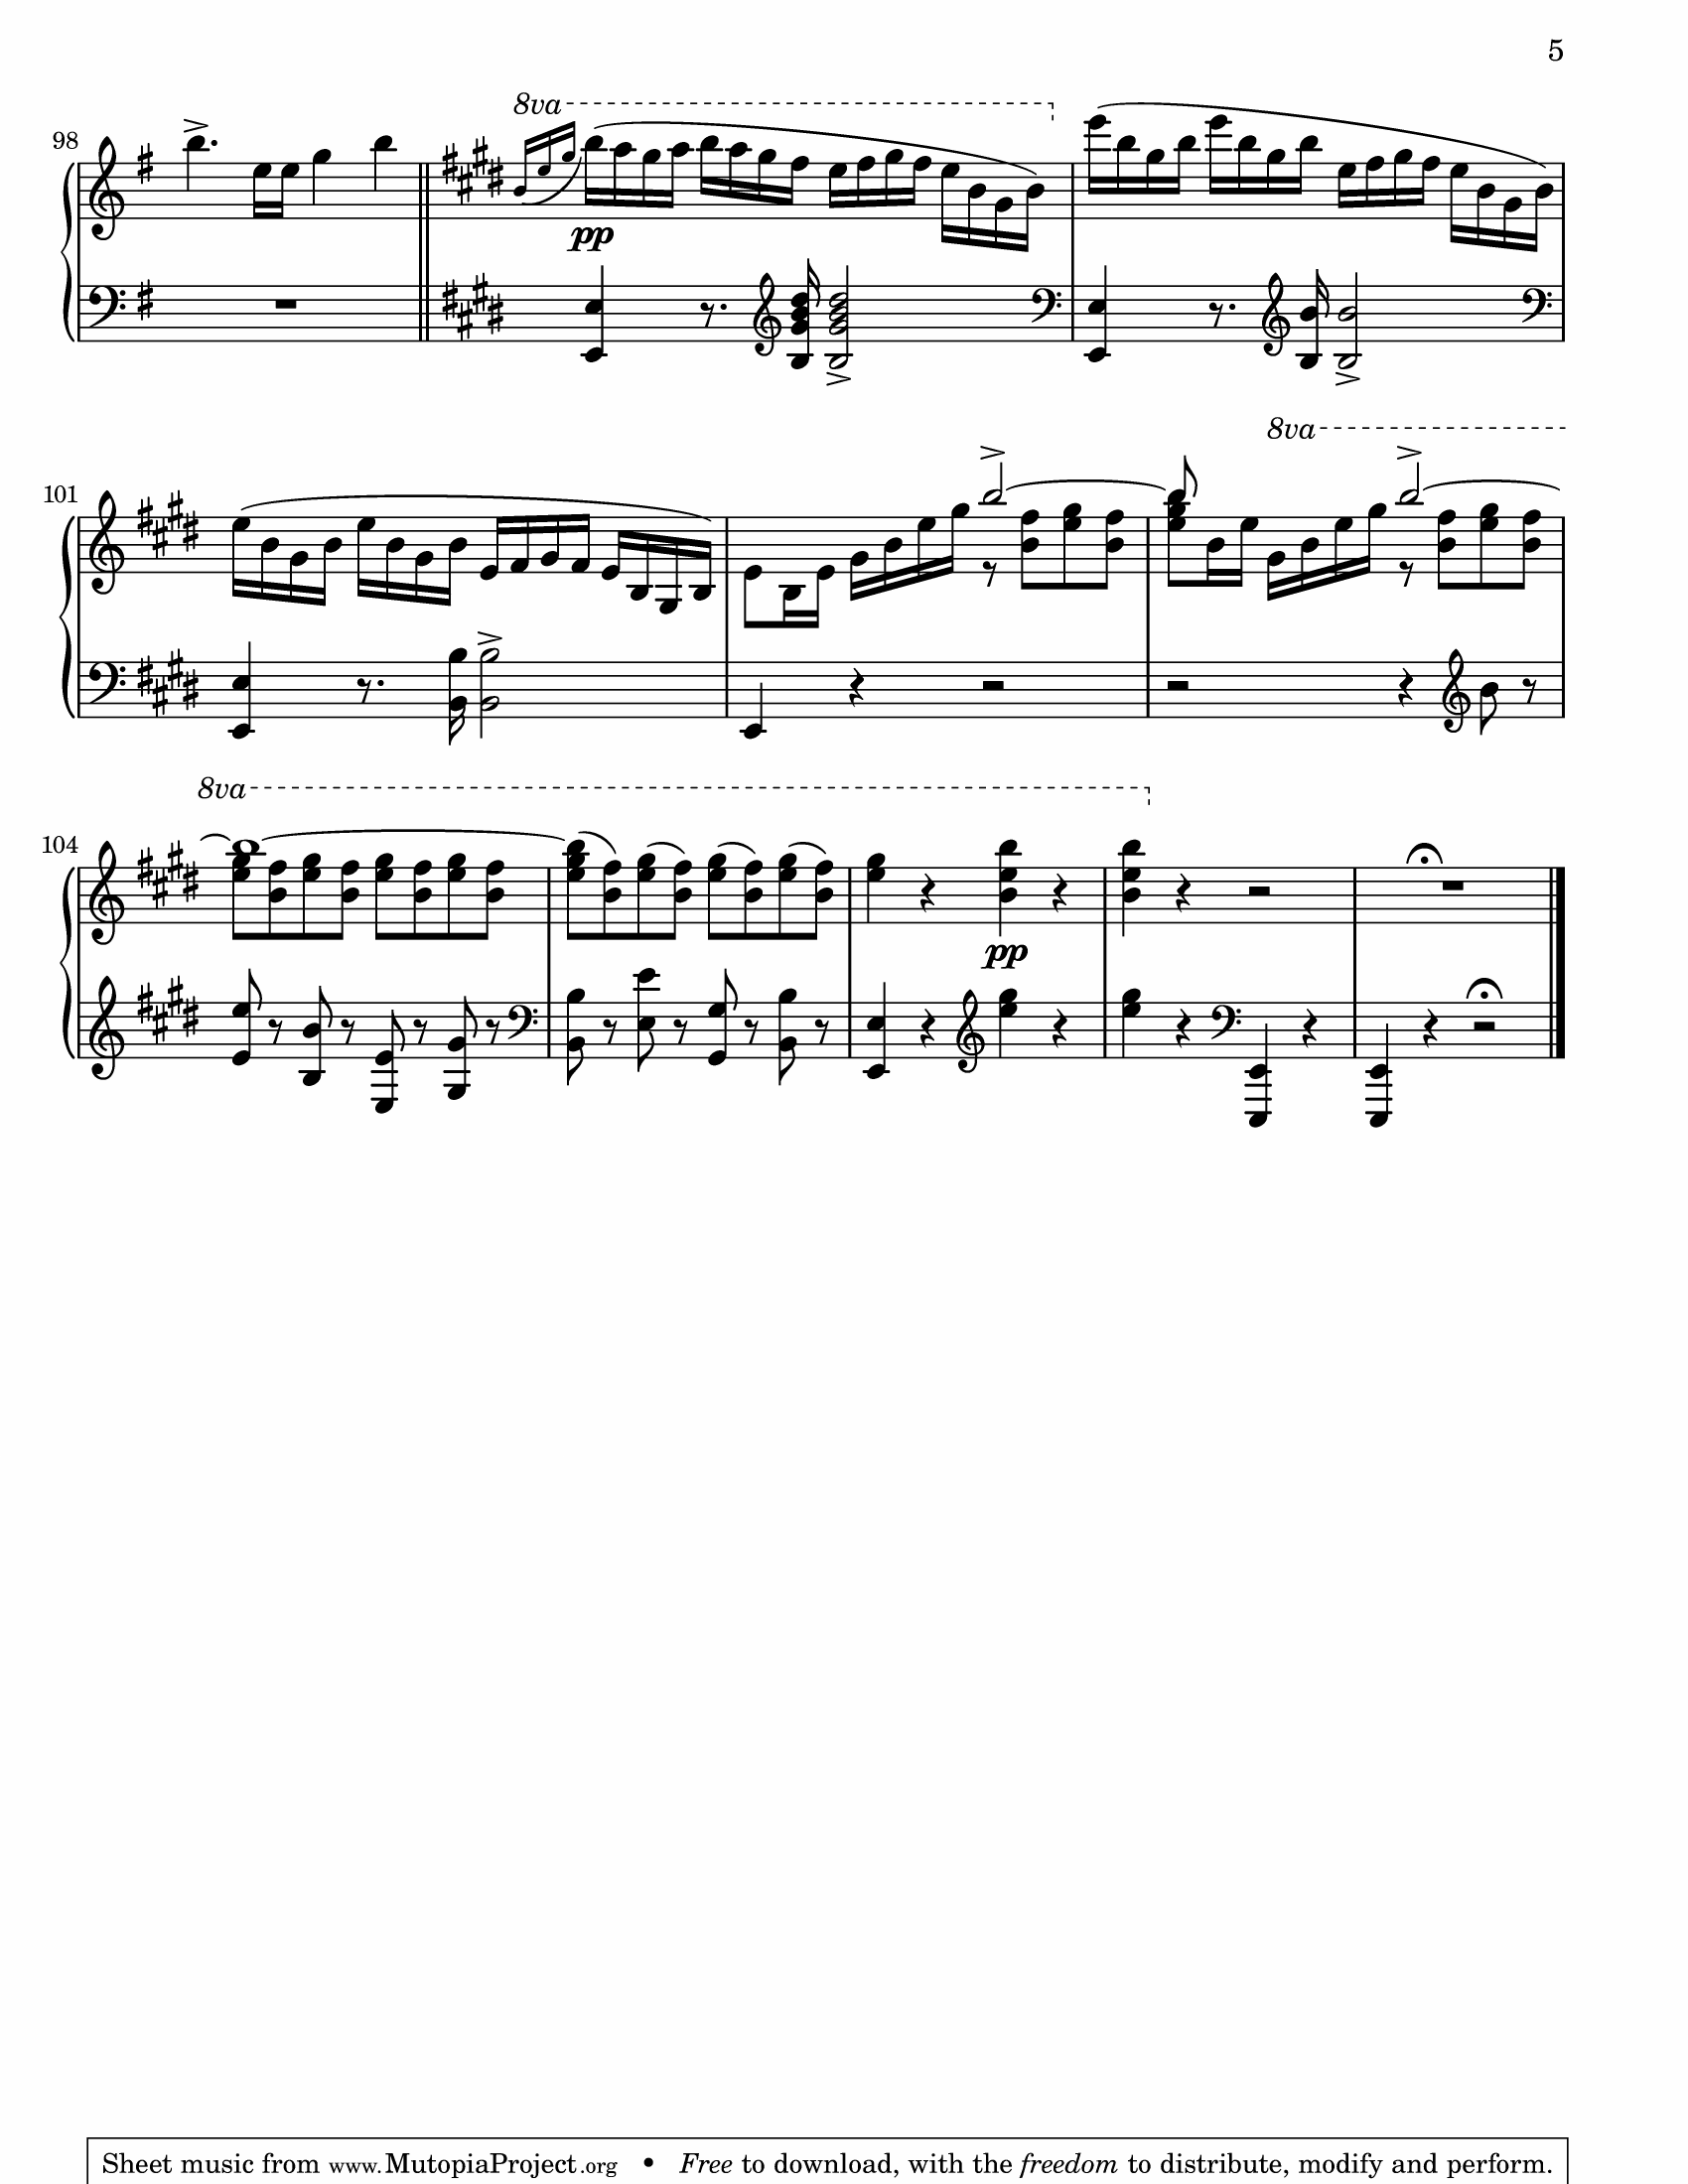 5
98
8va
pp
101
8va
104
8va
pp
Sheet music from www.MutopiaProject.org • Free to download, with the freedom to distribute, modify and perform.